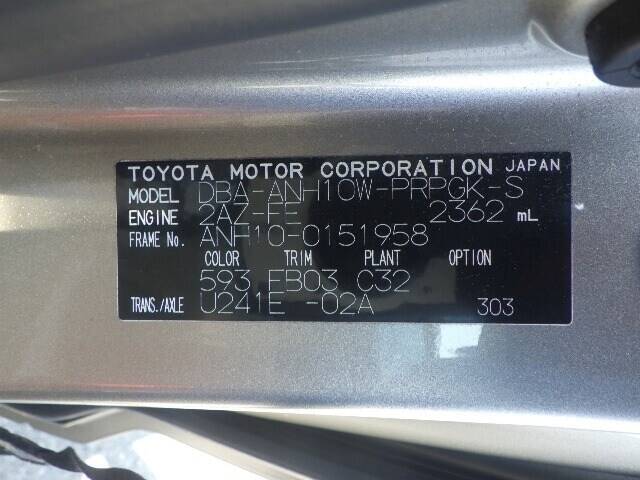 TOYOTA MOTOR CORPORATION JAPAN
MODEL DBA-ANH10W-PRPGK-S
ENGINE 2AZ-FE 2362 mL
FRAME No. ANH10-0151958
COLOR TRIM PLANT OPTION
593 FB03 C32
TRANS./AXLE U241E -02A 303